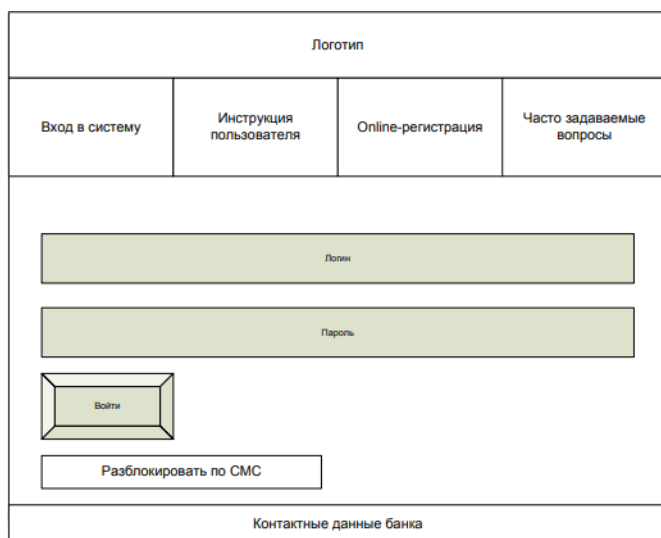 Логотип
Вход в систему
Инструкция
пользователя
Online-регистрация
Часто задаваемые
вопросы
Логин
Пароль
Войти
Разблокировать по СМС
Контактные данные банка